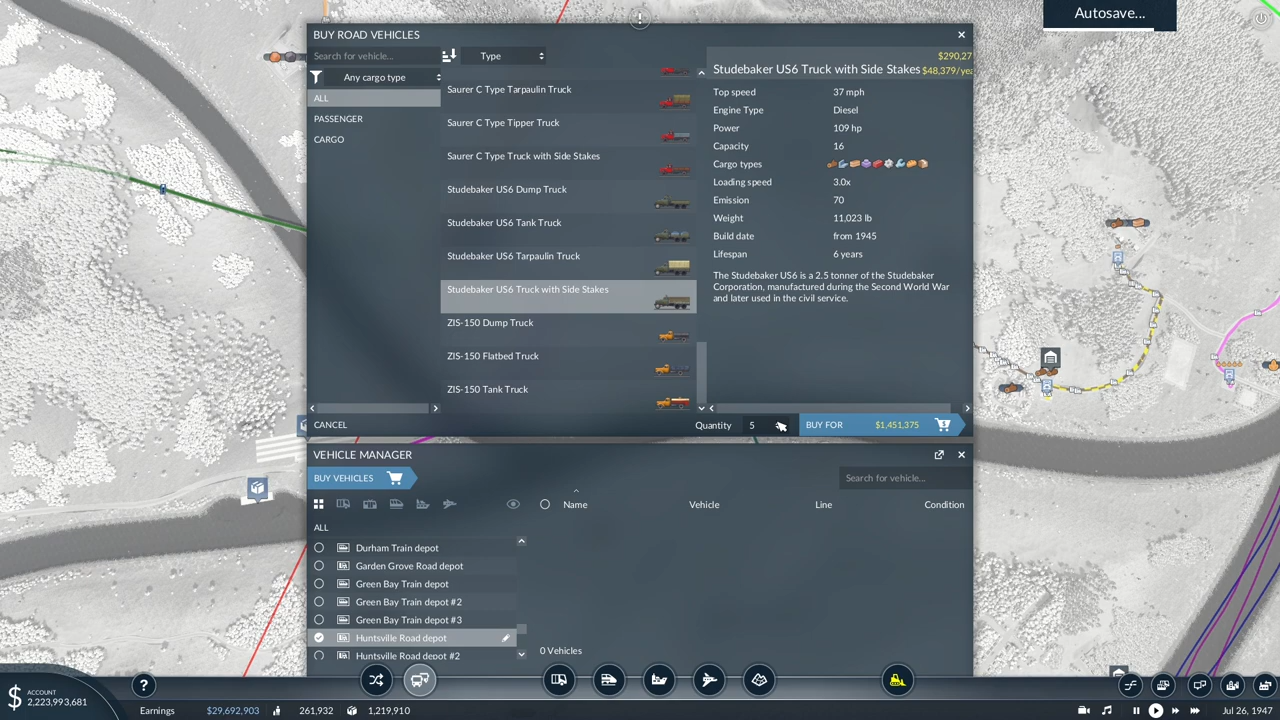 Autosave...
BUY ROAD VEHICLES
Search for vehicle...
Type
Any cargo type
ALL
PASSENGER
CARGO
Saurer C Type Tarpaulin Truck
Saurer C Type Tipper Truck
Saurer C Type Truck with Side Stakes
Studebaker US6 Dump Truck
Studebaker US6 Tank Truck
Studebaker US6 Tarpaulin Truck
Studebaker US6 Truck with Side Stakes
ZIS-150 Dump Truck
ZIS-150 Flatbed Truck
ZIS-150 Tank Truck
$290,27
Studebaker US6 Truck with Side Stakes $48,379/yea
Top speed 37 mph
Engine Type Diesel
Power 109 hp
Capacity 16
Cargo types
Loading speed 3.0x
Emission 70
Weight 11,023 lb
Build date from 1945
Lifespan 6 years
The Studebaker US6 is a 2.5 tonner of the Studebaker
Corporation, manufactured during the Second World War
and later used in the civil service.
CANCEL
Quantity 5
BUY FOR $1,451,375
VEHICLE MANAGER
BUY VEHICLES
Search for vehicle...
Name Vehicle Line Condition
ALL
Durham Train depot
Garden Grove Road depot
Green Bay Train depot
Green Bay Train depot #2
Green Bay Train depot #3
Huntsville Road depot
Huntsville Road depot #2
0 Vehicles
?
$ ACCOUNT
2,223,993,681
Earnings $29,692,903 261,932 1,219,910
Jul 26, 1947